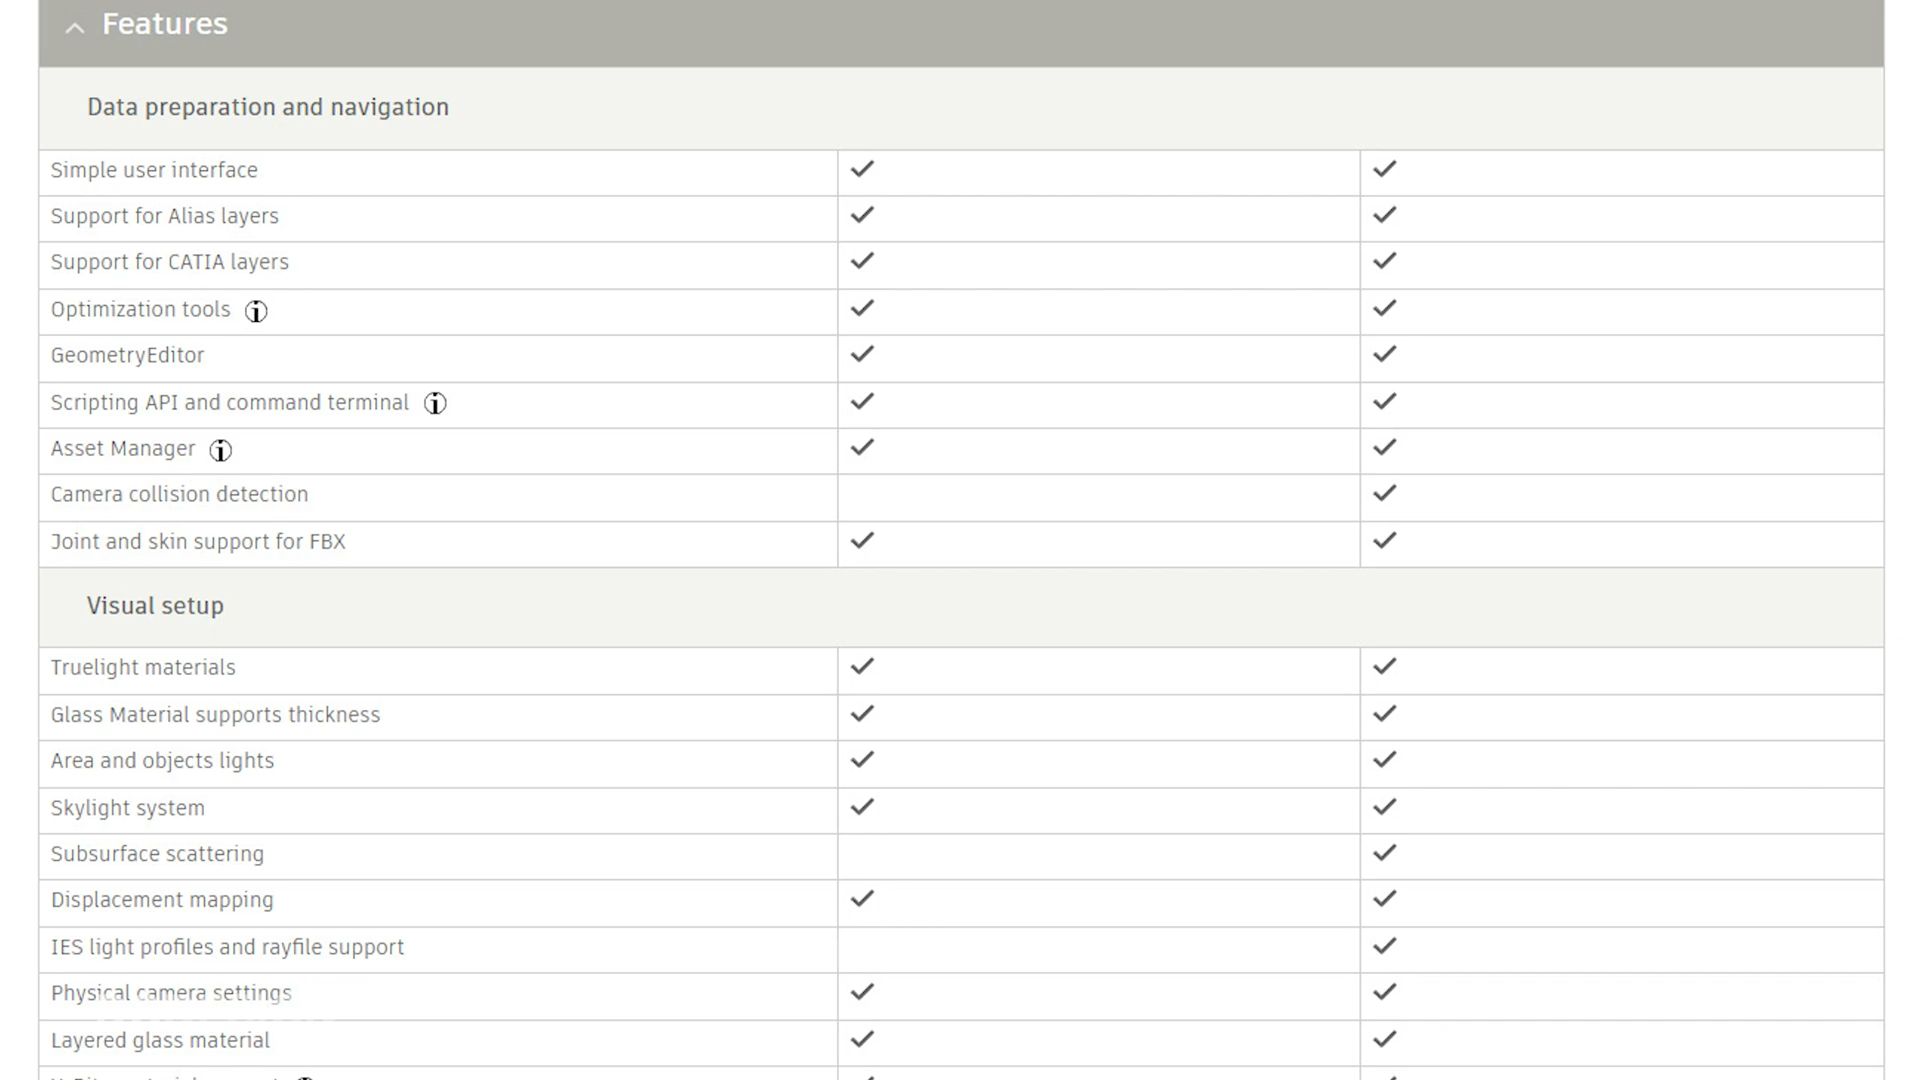 Features
Data preparation and navigation
Simple user interface
Support for Alias layers
Support for CATIA layers
Optimization tools
GeometryEditor
Scripting API and command terminal
Asset Manager
Camera collision detection
Joint and skin support for FBX
Visual setup
Truelight materials
Glass Material supports thickness
Area and objects lights
Skylight system
Subsurface scattering
Displacement mapping
IES light profiles and rayfile support
Physical camera settings
Layered glass material